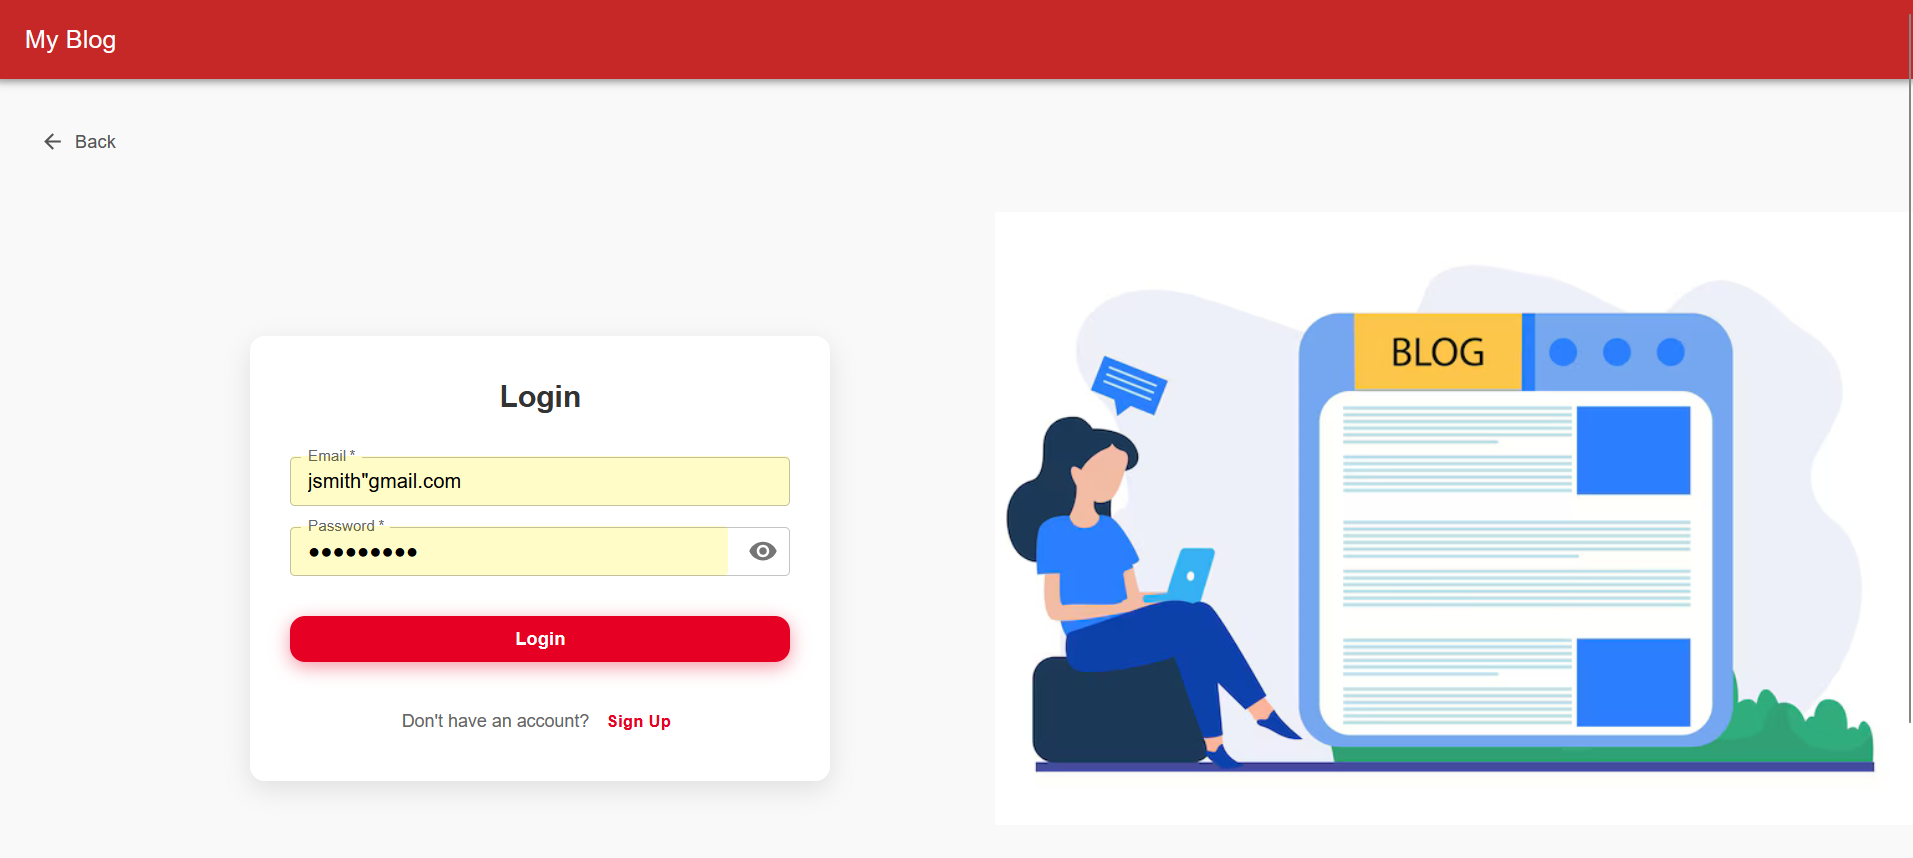 My Blog
Back
Login
Email *
jsmith"gmail.com
Password *
•••••••••
Login
Don't have an account? Sign Up
BLOG